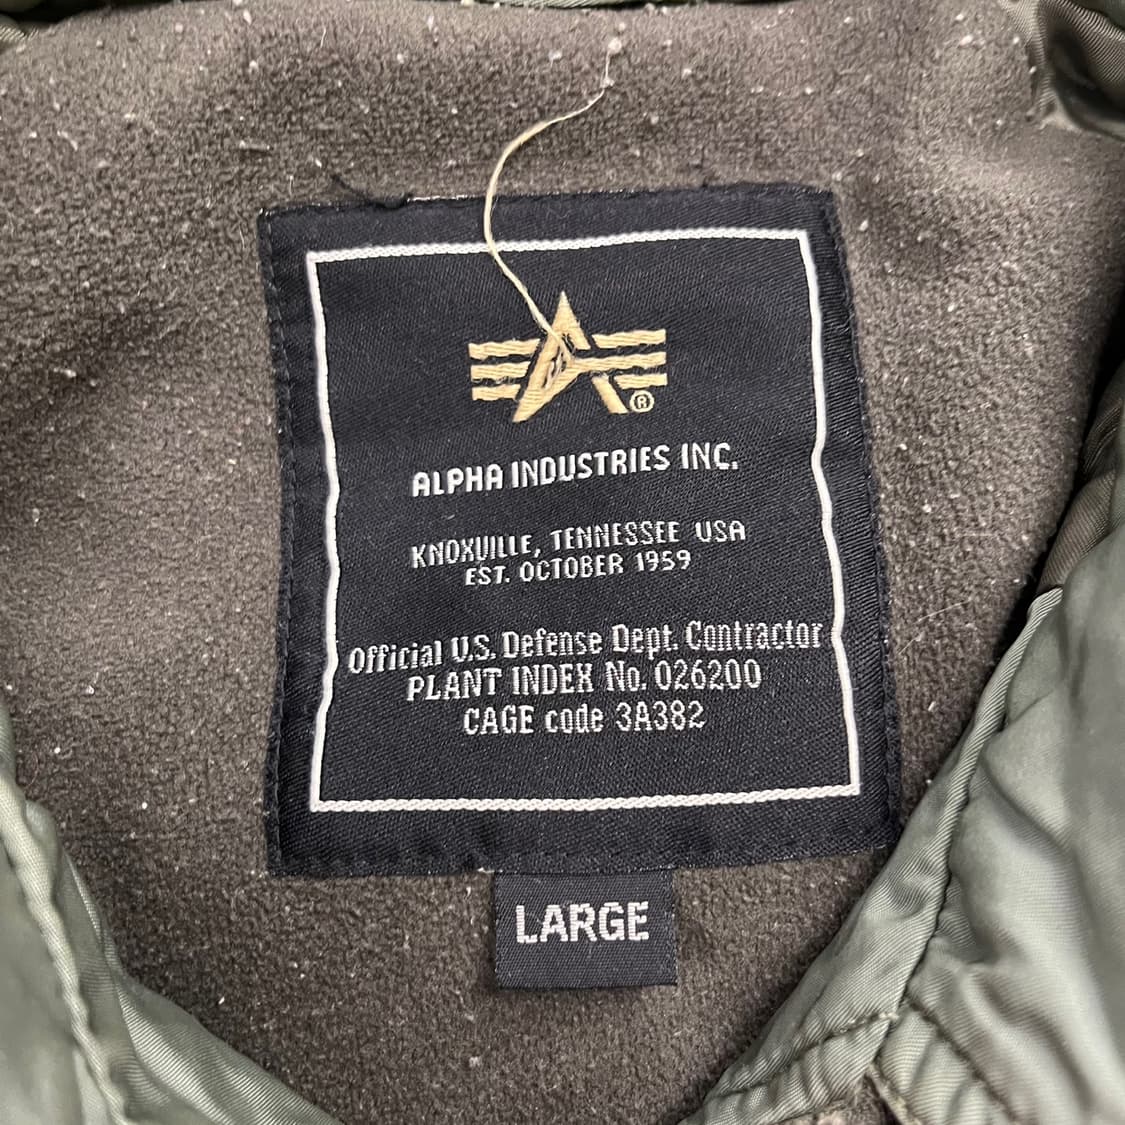 ®
ALPHA INDUSTRIES INC.
KNOXVILLE, TENNESSEE USA
EST. OCTOBER 1959
Official U.S. Defense Dept. Contractor
PLANT INDEX No. 026200
CAGE code 3A382
LARGE